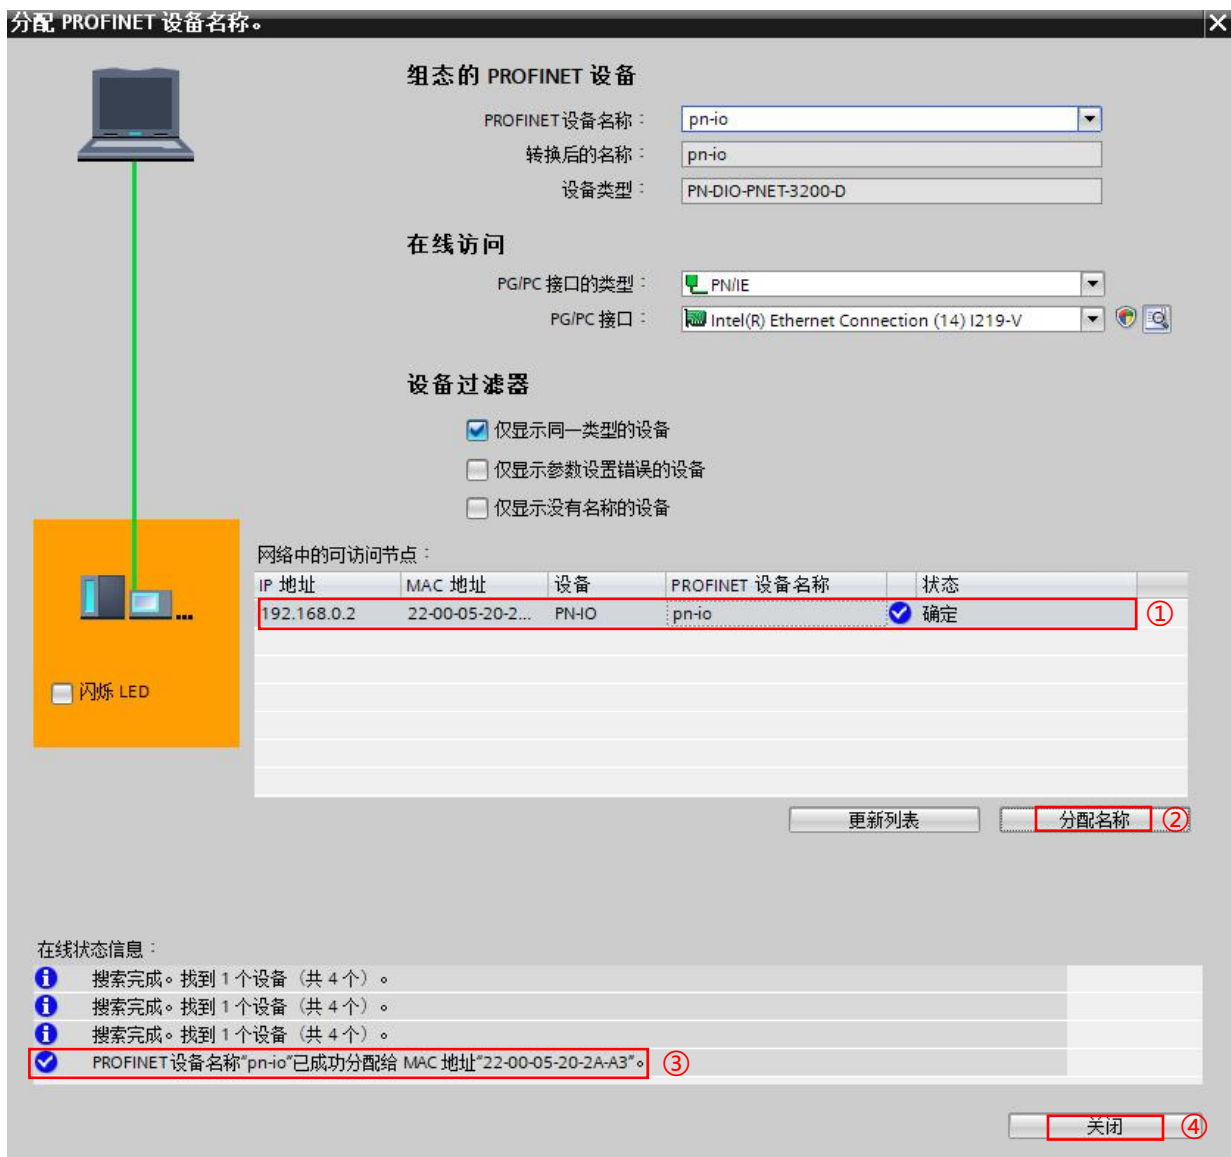 分配 PROFINET 设备名称。
组态的 PROFINET 设备
PROFINET设备名称： pn-io
转换后的名称： pn-io
设备类型： PN-DIO-PNET-3200-D
在线访问
PG/PC 接口的类型： PN/IE
PG/PC 接口： Intel(R) Ethernet Connection (14) I219-V
设备过滤器
仅显示同一类型的设备
仅显示参数设置错误的设备
仅显示没有名称的设备
网络中的可访问节点：
IP 地址 MAC 地址 设备 PROFINET 设备名称 状态
192.168.0.2 22-00-05-20-2... PN-IO pn-io 确定 ①
...
闪烁 LED
更新列表 分配名称 ②
在线状态信息：
搜索完成。找到 1 个设备（共 4 个）。
搜索完成。找到 1 个设备（共 4 个）。
搜索完成。找到 1 个设备（共 4 个）。
PROFINET设备名称"pn-io"已成功分配给 MAC 地址"22-00-05-20-2A-A3"。 ③
关闭 ④